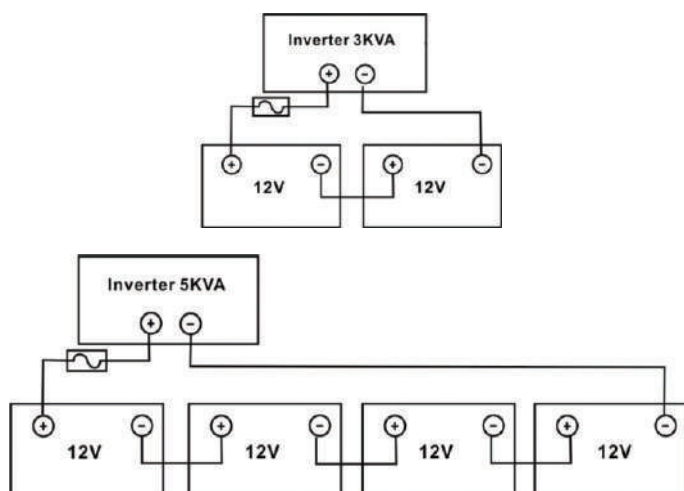 Inverter 3KVA
+ −
+ − + −
12V 12V
Inverter 5KVA
+ −
+ − + − + − + −
12V 12V 12V 12V